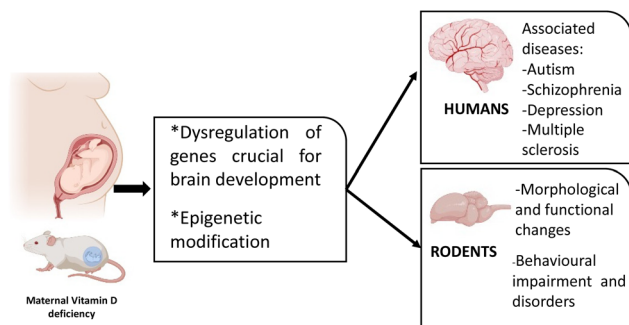 Maternal Vitamin D
deficiency
*Dysregulation of
genes crucial for
brain development
*Epigenetic
modification
HUMANS
Associated
diseases:
-Autism
-Schizophrenia
-Depression
-Multiple
sclerosis
RODENTS
-Morphological
and functional
changes
-Behavioural
impairment and
disorders